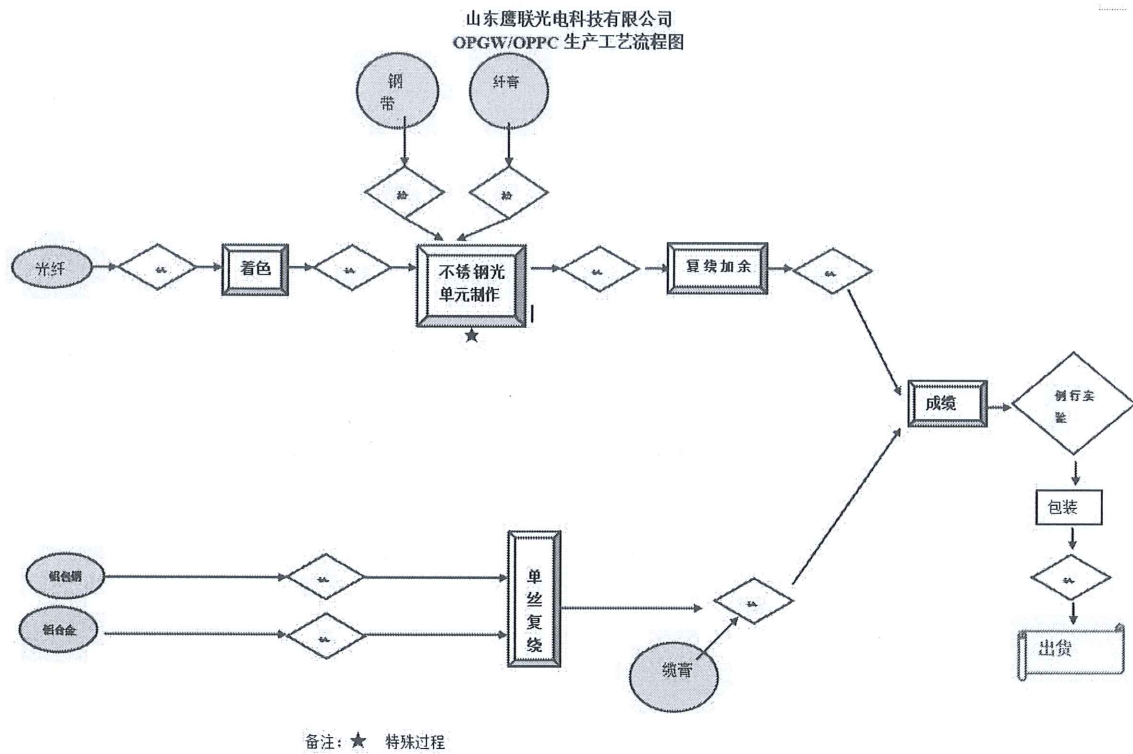 山东鹰联光电科技有限公司
OPGW/OPPC 生产工艺流程图
钢
带
纤膏
光纤
着色
不锈钢光
单元制作
★
复绕加余
成缆
例行实
验
包装
出货
铝包钢
铝合金
单
丝
复
绕
缆膏
备注：★ 特殊过程